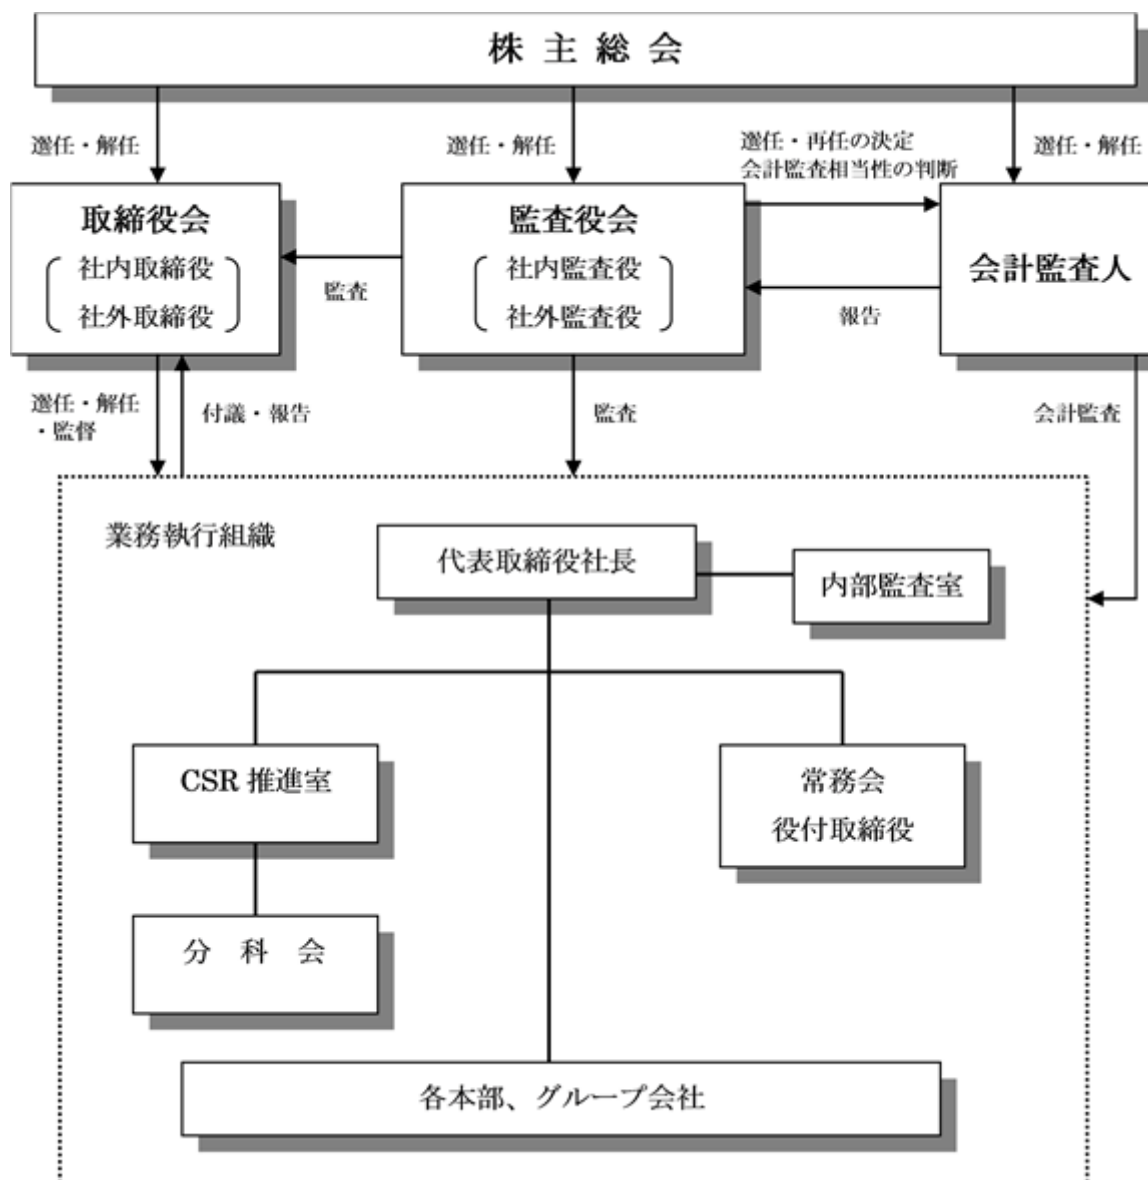 株主総会
選任・解任
選任・解任
選任・再任の決定
会計監査相当性の判断
選任・解任
取締役会
社内取締役
社外取締役
監査
監査役会
社内監査役
社外監査役
報告
会計監査人
選任・解任
・監督
付議・報告
監査
会計監査
業務執行組織
代表取締役社長
内部監査室
CSR 推進室
常務会
役付取締役
分 科 会
各本部、グループ会社